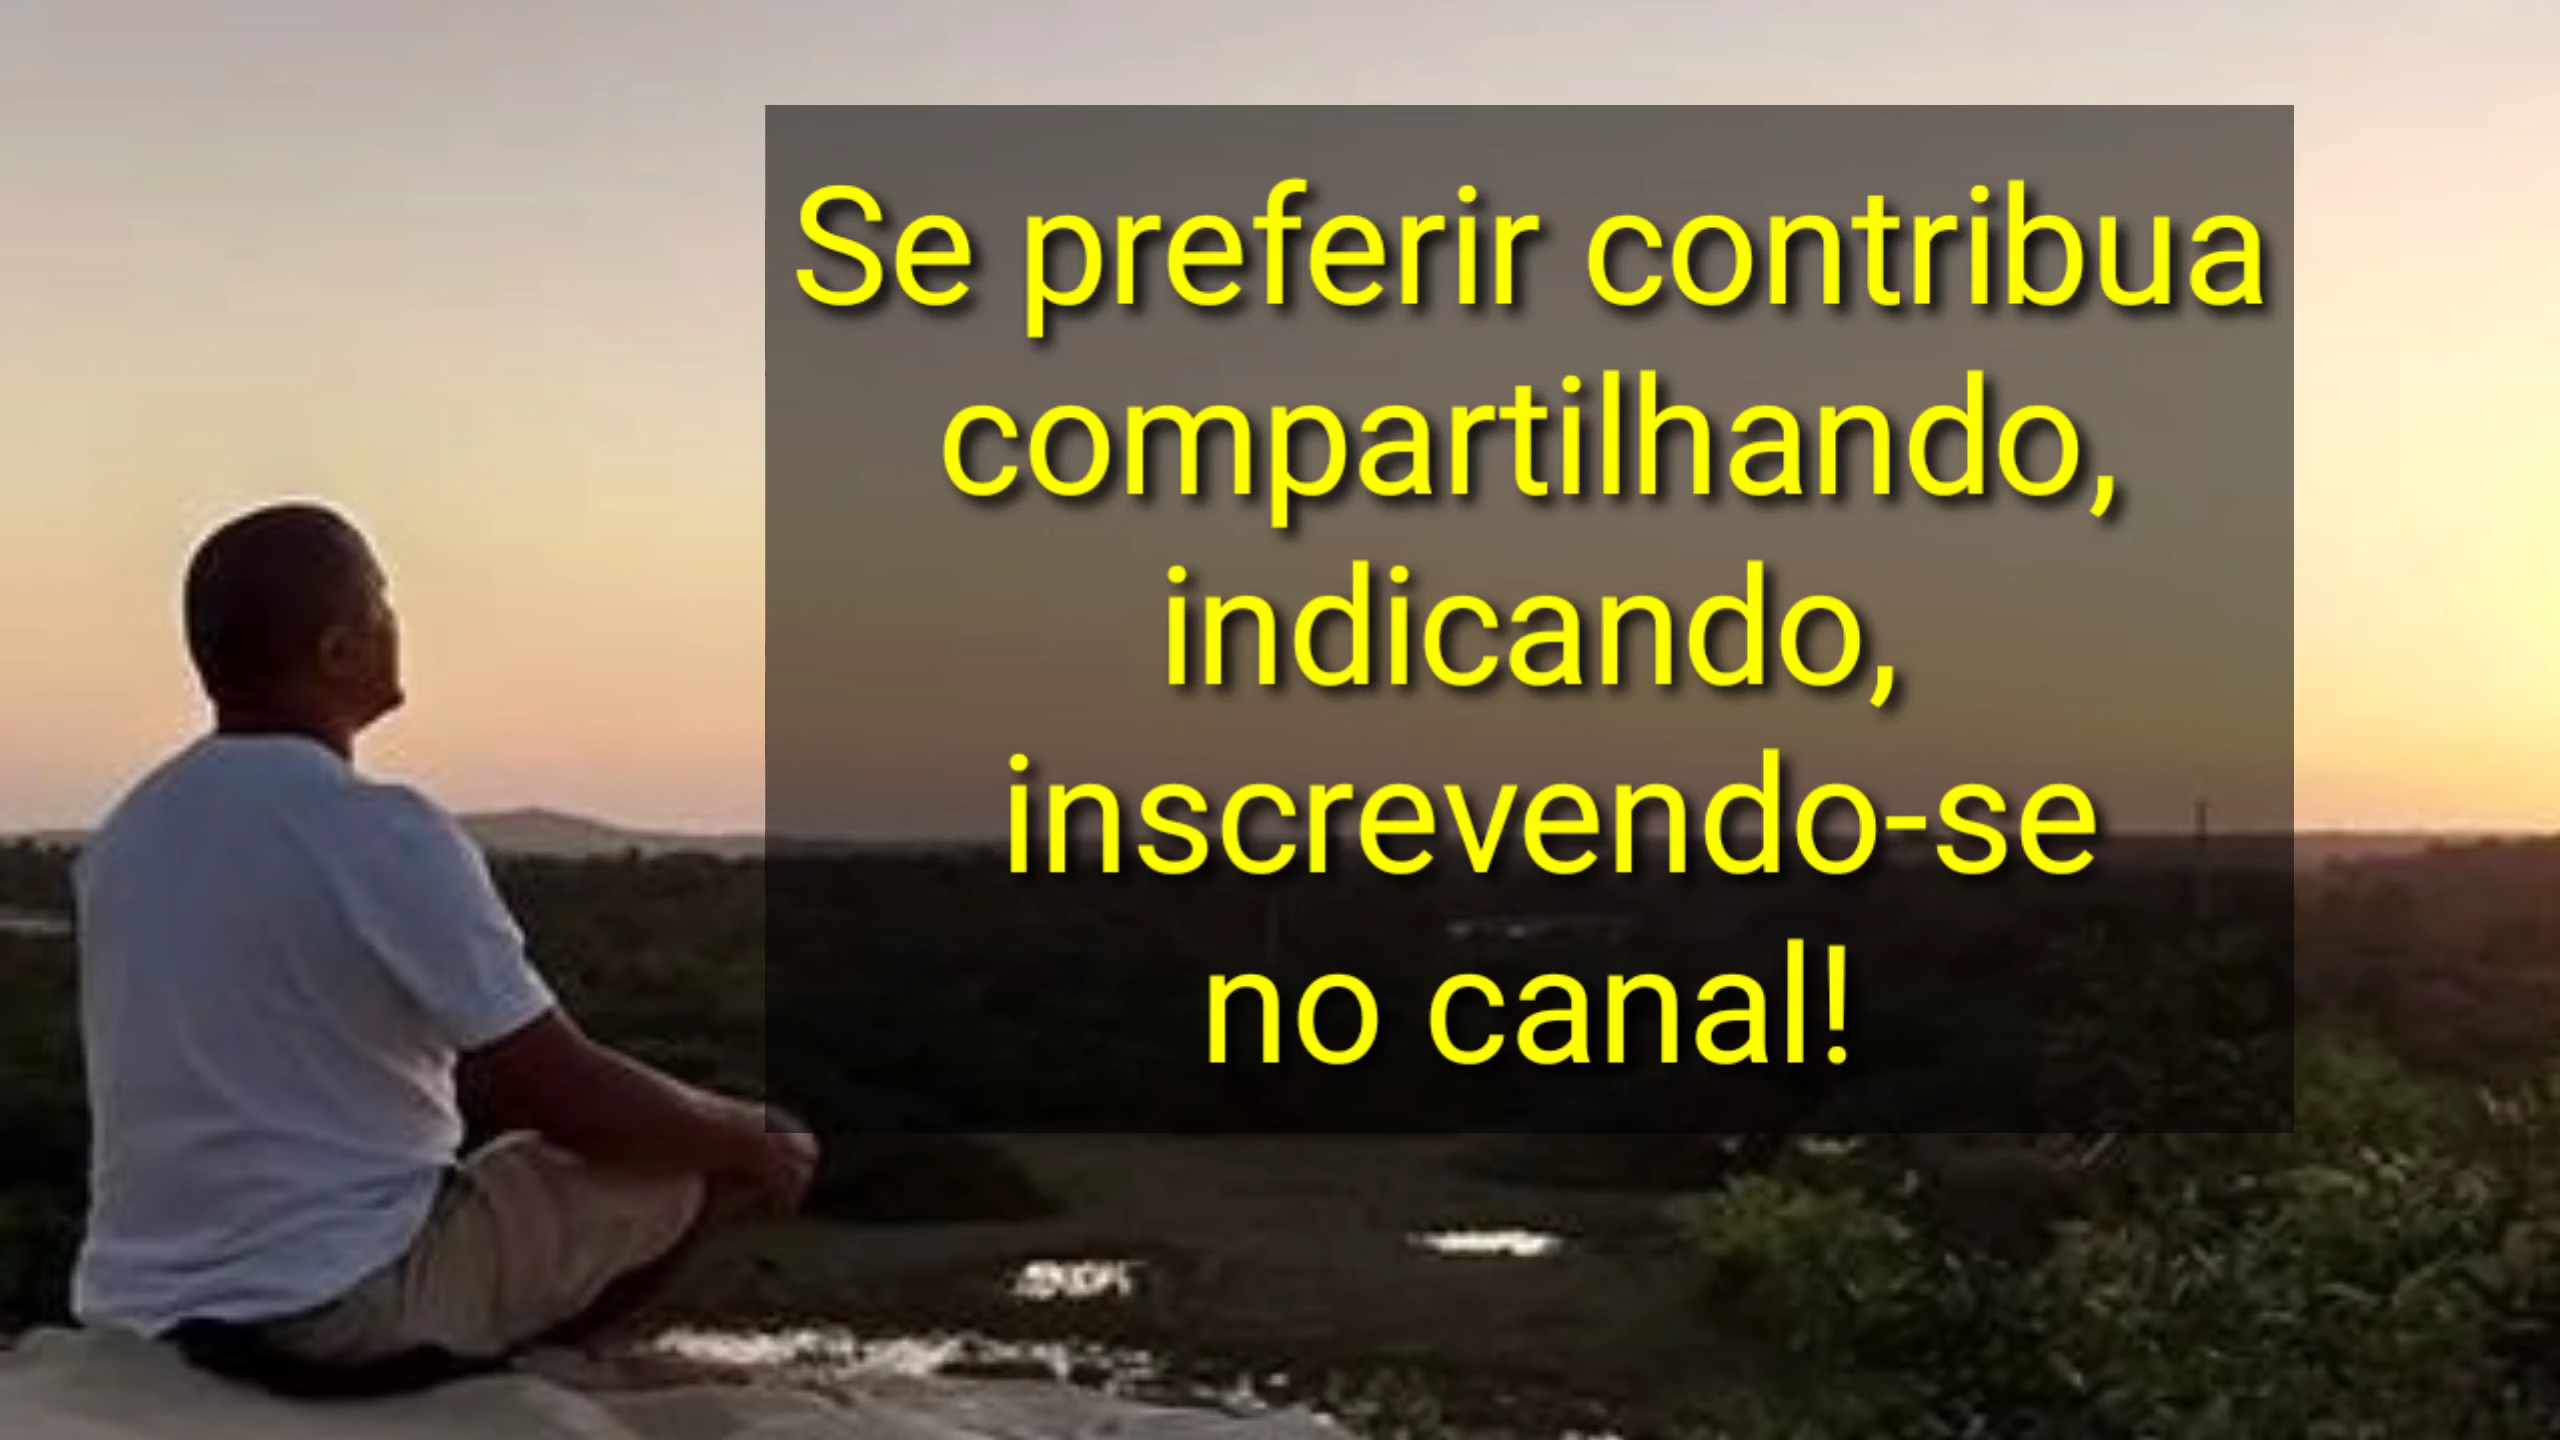 Se preferir contribua
compartilhando,
indicando,
inscrevendo-se
no canal!